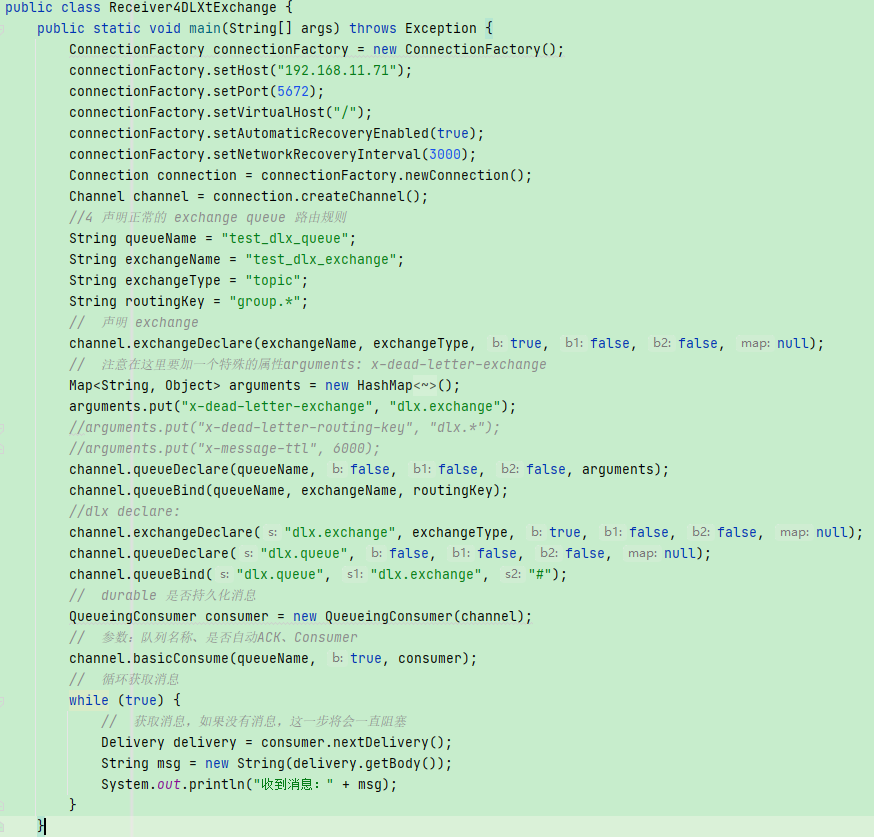 public class Receiver4DLXtExchange {
public static void main(String[] args) throws Exception {
ConnectionFactory connectionFactory = new ConnectionFactory();
connectionFactory.setHost("192.168.11.71");
connectionFactory.setPort(5672);
connectionFactory.setVirtualHost("/");
connectionFactory.setAutomaticRecoveryEnabled(true);
connectionFactory.setNetworkRecoveryInterval(3000);
Connection connection = connectionFactory.newConnection();
Channel channel = connection.createChannel();
//4 声明正常的 exchange queue 路由规则
String queueName = "test_dlx_queue";
String exchangeName = "test_dlx_exchange";
String exchangeType = "topic";
String routingKey = "group.*";
// 声明 exchange
channel.exchangeDeclare(exchangeName, exchangeType, b: true, b1: false, b2: false, map: null);
// 注意在这里要加一个特殊的属性arguments: x-dead-letter-exchange
Map<String, Object> arguments = new HashMap<~>();
arguments.put("x-dead-letter-exchange", "dlx.exchange");
//arguments.put("x-dead-letter-routing-key", "dlx.*");
//arguments.put("x-message-ttl", 6000);
channel.queueDeclare(queueName, b: false, b1: false, b2: false, arguments);
channel.queueBind(queueName, exchangeName, routingKey);
//dlx declare:
channel.exchangeDeclare( s: "dlx.exchange", exchangeType, b: true, b1: false, b2: false, map: null);
channel.queueDeclare( s: "dlx.queue", b: false, b1: false, b2: false, map: null);
channel.queueBind( s: "dlx.queue", s1: "dlx.exchange", s2: "#");
// durable 是否持久化消息
QueueingConsumer consumer = new QueueingConsumer(channel);
// 参数：队列名称、是否自动ACK、Consumer
channel.basicConsume(queueName, b: true, consumer);
// 循环获取消息
while (true) {
// 获取消息，如果没有消息，这一步将会一直阻塞
Delivery delivery = consumer.nextDelivery();
String msg = new String(delivery.getBody());
System.out.println("收到消息：" + msg);
}
}